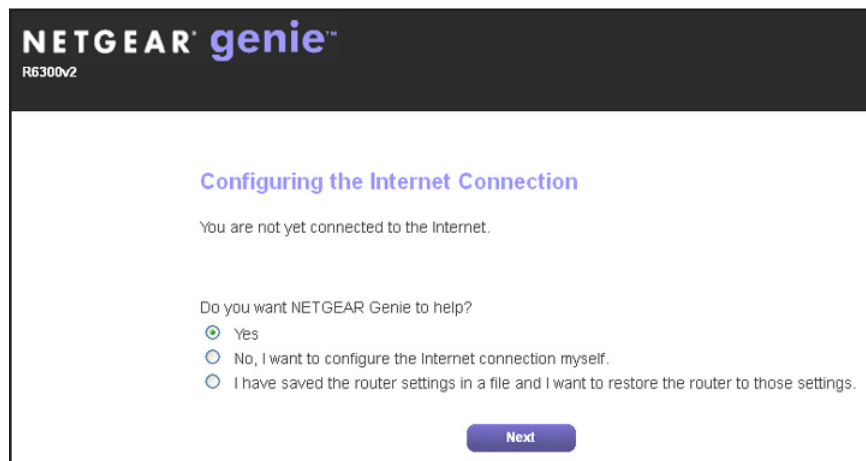 NETGEAR® genie™
R6300v2
Configuring the Internet Connection
You are not yet connected to the Internet.
Do you want NETGEAR Genie to help?
Yes
No, I want to configure the Internet connection myself.
I have saved the router settings in a file and I want to restore the router to those settings.
Next